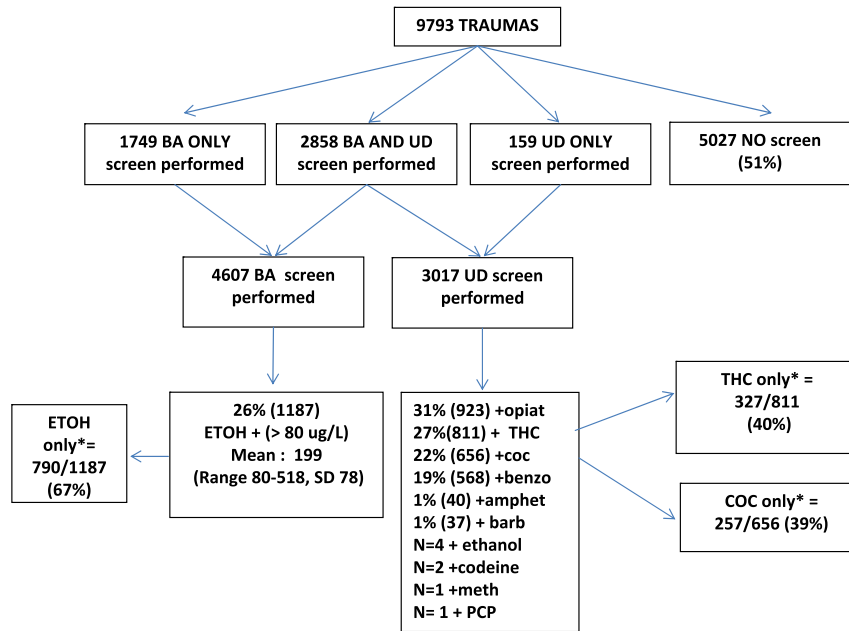 9793 TRAUMAS
1749 BA ONLY
screen performed
2858 BA AND UD
screen performed
159 UD ONLY
screen performed
5027 NO screen
(51%)
4607 BA screen
performed
3017 UD screen
performed
ETOH
only*=
790/1187
(67%)
26% (1187)
ETOH + (> 80 ug/L)
Mean : 199
(Range 80-518, SD 78)
31% (923) +opiat
27%(811) + THC
22% (656) +coc
19% (568) +benzo
1% (40) +amphet
1% (37) + barb
N=4 + ethanol
N=2 +codeine
N=1 +meth
N= 1 + PCP
THC only* =
327/811
(40%)
COC only* =
257/656 (39%)